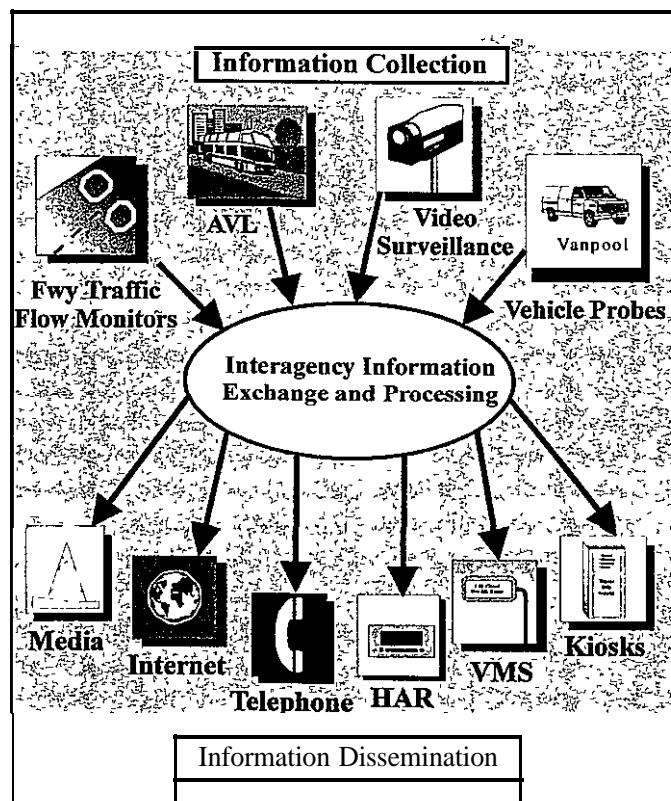 Information Collection
AVL
Video
Surveillance
Vanpool
Fwy Traffic
Flow Monitors
Vehicle Probes
Interagency Information
Exchange and Processing
Media
Internet
Telephone
HAR
VMS
Kiosks
Information Dissemination